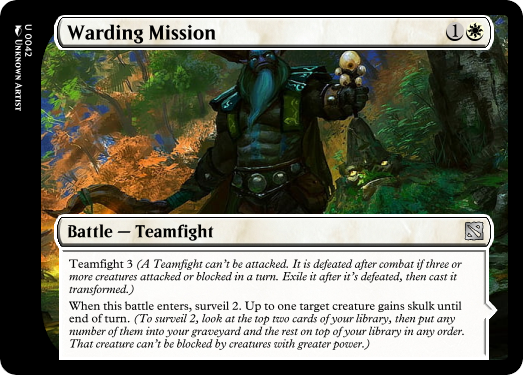 Warding Mission 1
U 0042
Unknown Artist
Battle — Teamfight
Teamfight 3 (A Teamfight can't be attacked. It is defeated after combat if three or
more creatures attacked or blocked in a turn. Exile it after it's defeated, then cast it
transformed.)
When this battle enters, surveil 2. Up to one target creature gains skulk until
end of turn. (To surveil 2, look at the top two cards of your library, then put any
number of them into your graveyard and the rest on top of your library in any order.
That creature can't be blocked by creatures with greater power.)